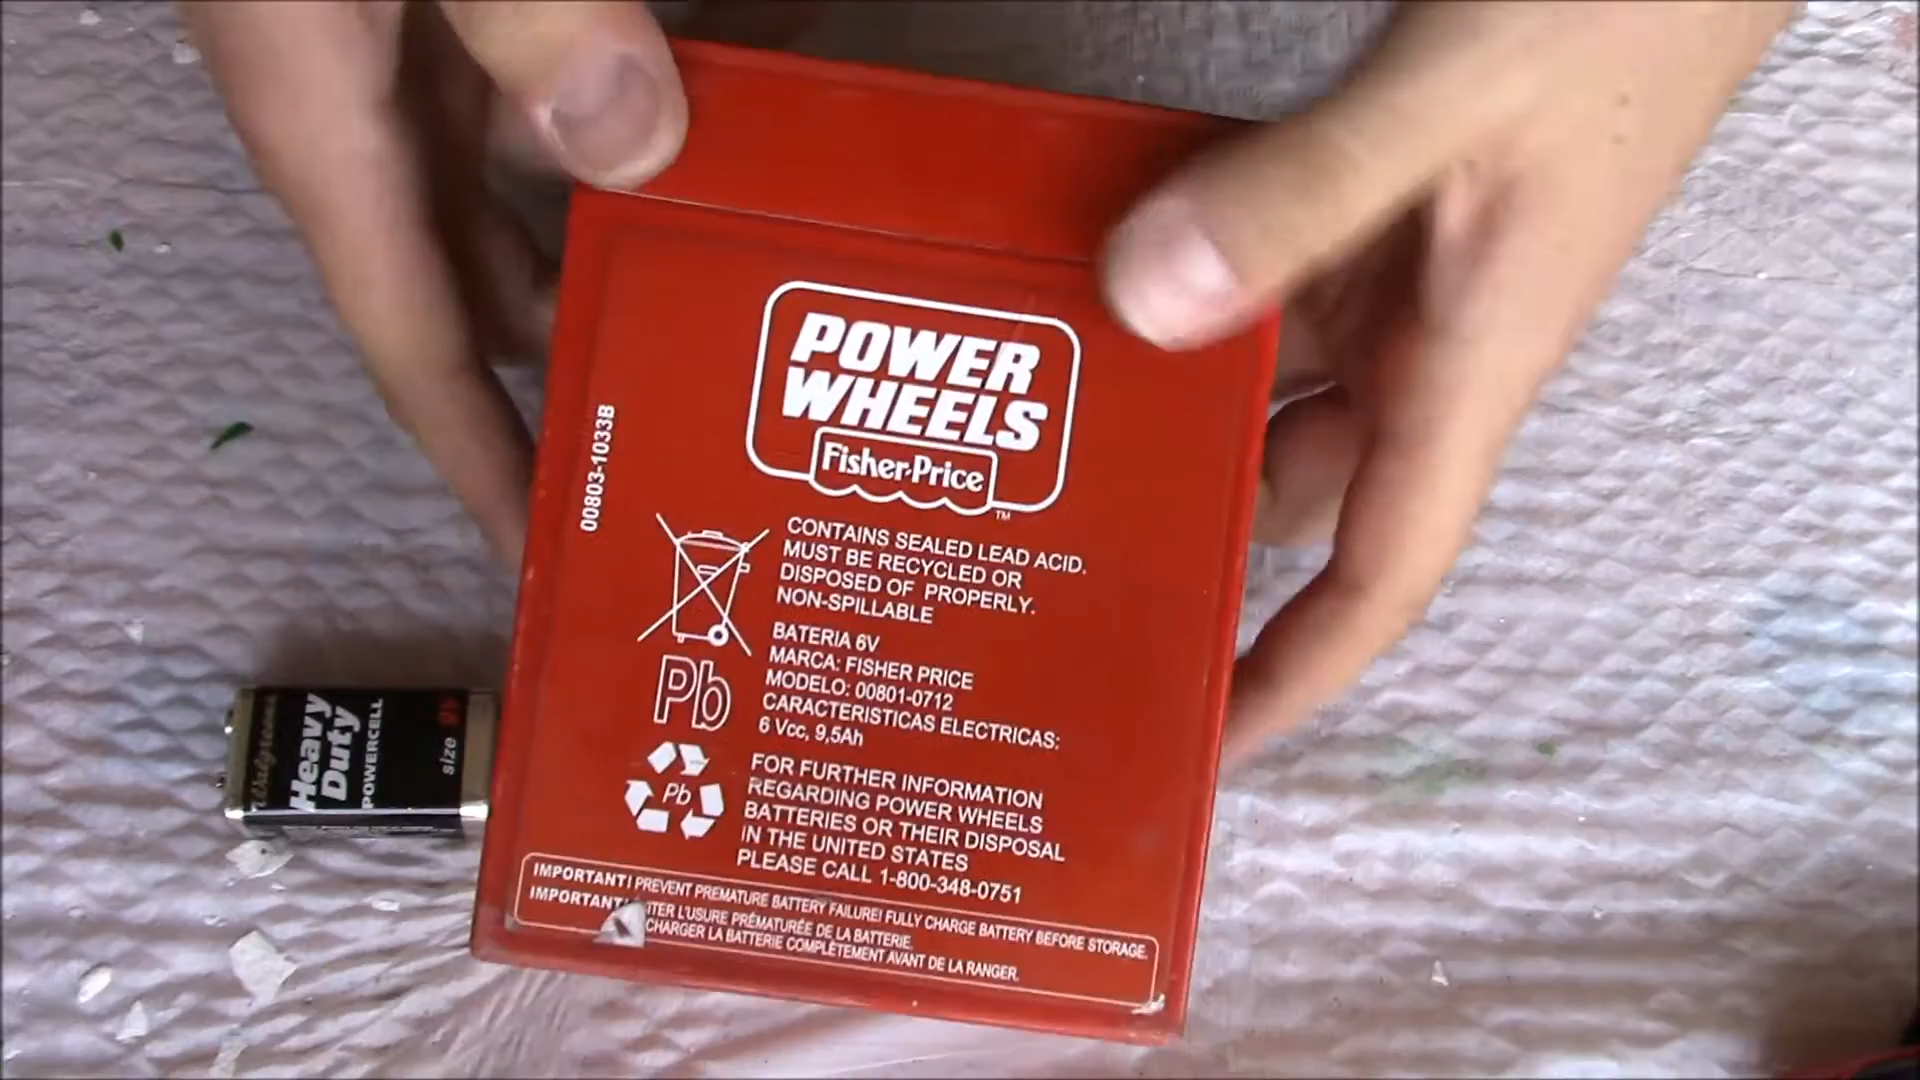 POWER
WHEELS
Fisher-Price
TM
00803-1033B
CONTAINS SEALED LEAD ACID.
MUST BE RECYCLED OR
DISPOSED OF PROPERLY.
NON-SPILLABLE
BATERIA 6V
MARCA: FISHER PRICE
MODELO: 00801-0712
CARACTERISTICAS ELECTRICAS:
6 Vcc, 9,5Ah
Pb
Pb
FOR FURTHER INFORMATION
REGARDING POWER WHEELS
BATTERIES OR THEIR DISPOSAL
IN THE UNITED STATES
PLEASE CALL 1-800-348-0751
IMPORTANT! PREVENT PREMATURE BATTERY FAILURE! FULLY CHARGE BATTERY BEFORE STORAGE.
IMPORTANT! L'USURE PRÉMATURÉE DE LA BATTERIE.
CHARGER LA BATTERIE COMPLÈTEMENT AVANT DE LA RANGER.
Walgreens
Heavy
Duty
POWERCELL
size 9V